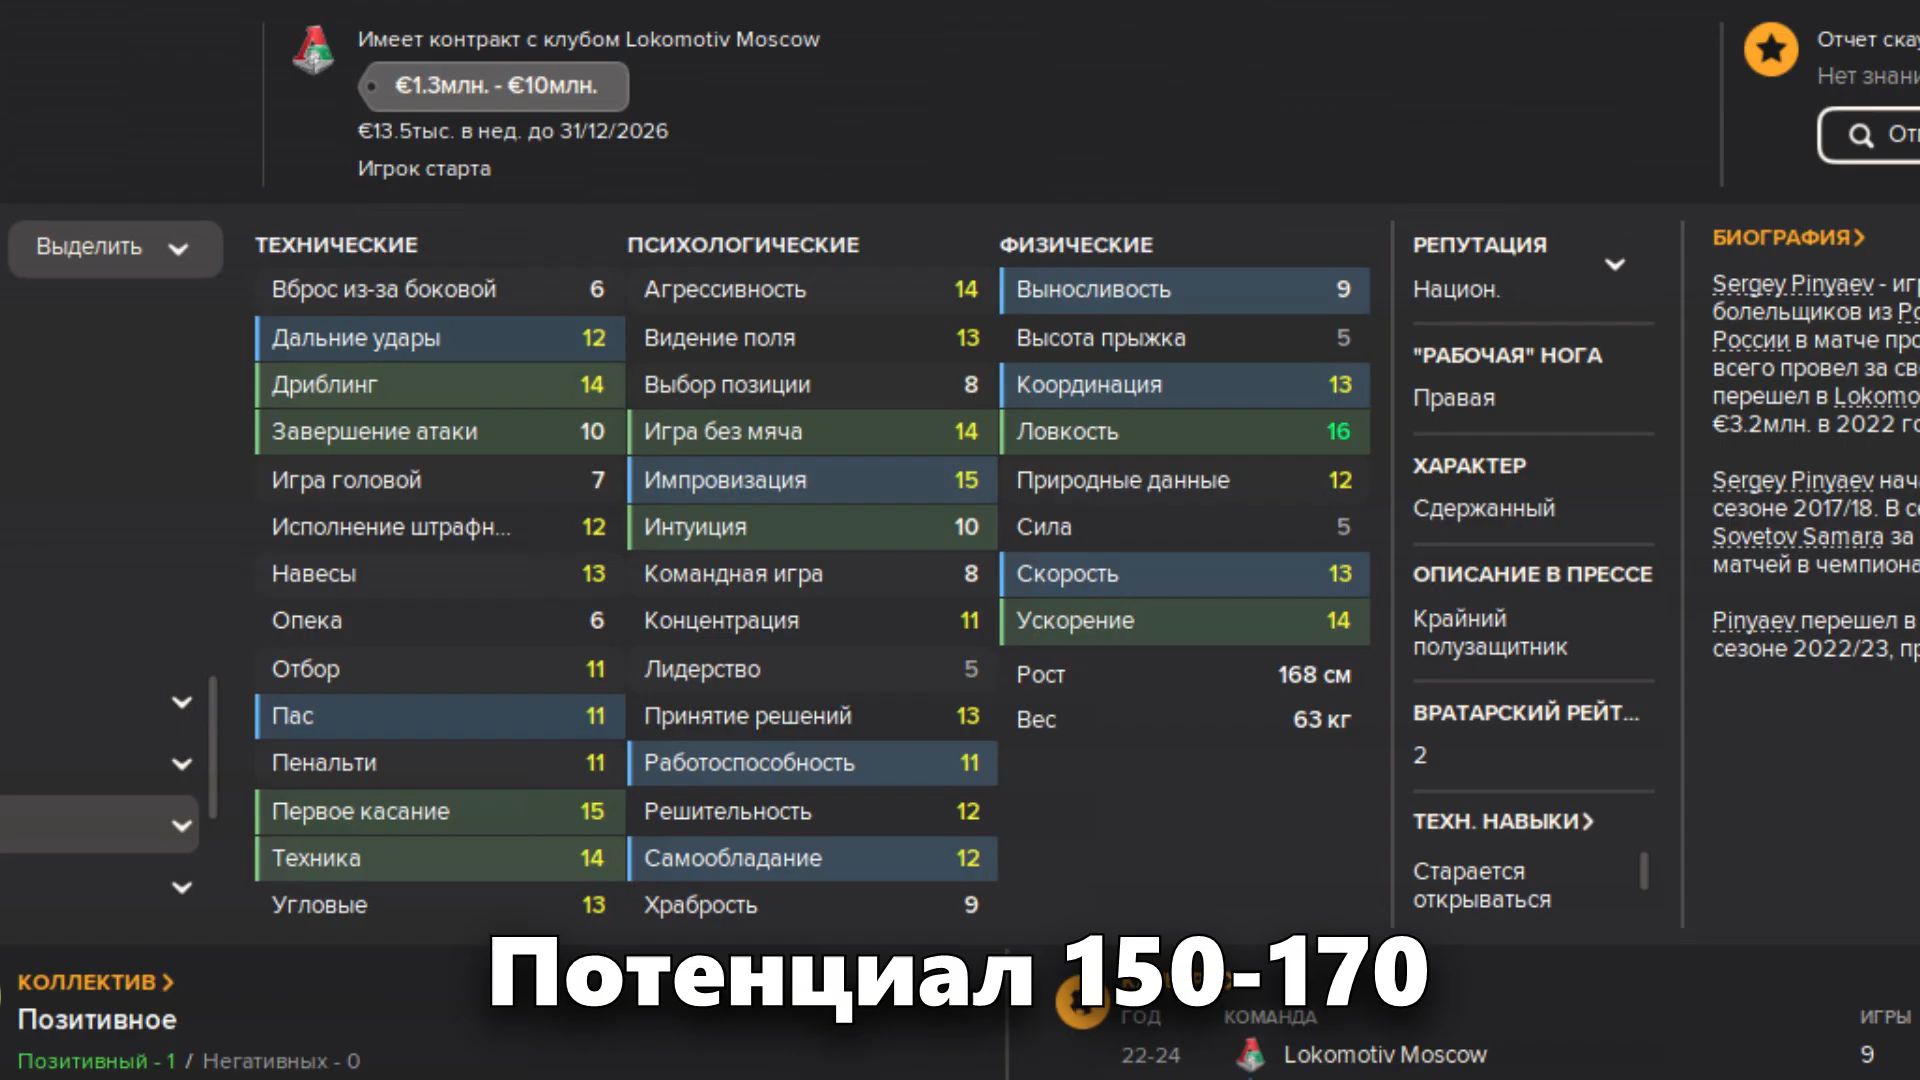 Имеет контракт с клубом Lokomotiv Moscow
€1.3млн. - €10млн.
€13.5тыс. в нед. до 31/12/2026
Игрок старта
Отчет
Нет
Выделить
ТЕХНИЧЕСКИЕ
Вброс из-за боковой 6
Дальние удары 12
Дриблинг 14
Завершение атаки 10
Игра головой 7
Исполнение штрафн... 12
Навесы 13
Опека 6
Отбор 11
Пас 11
Пенальти 11
Первое касание 15
Техника 14
Угловые 13
ПСИХОЛОГИЧЕСКИЕ
Агрессивность 14
Видение поля 13
Выбор позиции 8
Игра без мяча 14
Импровизация 15
Интуиция 10
Командная игра 8
Концентрация 11
Лидерство 5
Принятие решений 13
Работоспособность 11
Решительность 12
Самообладание 12
Храбрость 9
ФИЗИЧЕСКИЕ
Выносливость 9
Высота прыжка 5
Координация 13
Ловкость 16
Природные данные 12
Сила 5
Скорость 13
Ускорение 14
Рост 168 см
Вес 63 кг
РЕПУТАЦИЯ
Национ.
"РАБОЧАЯ" НОГА
Правая
ХАРАКТЕР
Сдержанный
ОПИСАНИЕ В ПРЕССЕ
Крайний
полузащитник
ВРАТАРСКИЙ РЕЙТ...
2
ТЕХН. НАВЫКИ
Старается
открываться
БИОГРАФИЯ
Sergey Pinyaev -
болельщиков из
России в матче
всего провел за
перешел в
€3.2млн. в 2022
Sergey Pinyaev
сезоне 2017/18. В
Sovetov Samara за
матчей в
Pinyaev перешел в
сезоне 2022/23,
Потенциал 150-170
КОЛЛЕКТИВ
Позитивное
Позитивный - 1 / Негативных - 0
ГОД КОМАНДА ИГРЫ
22-24 Lokomotiv Moscow 9